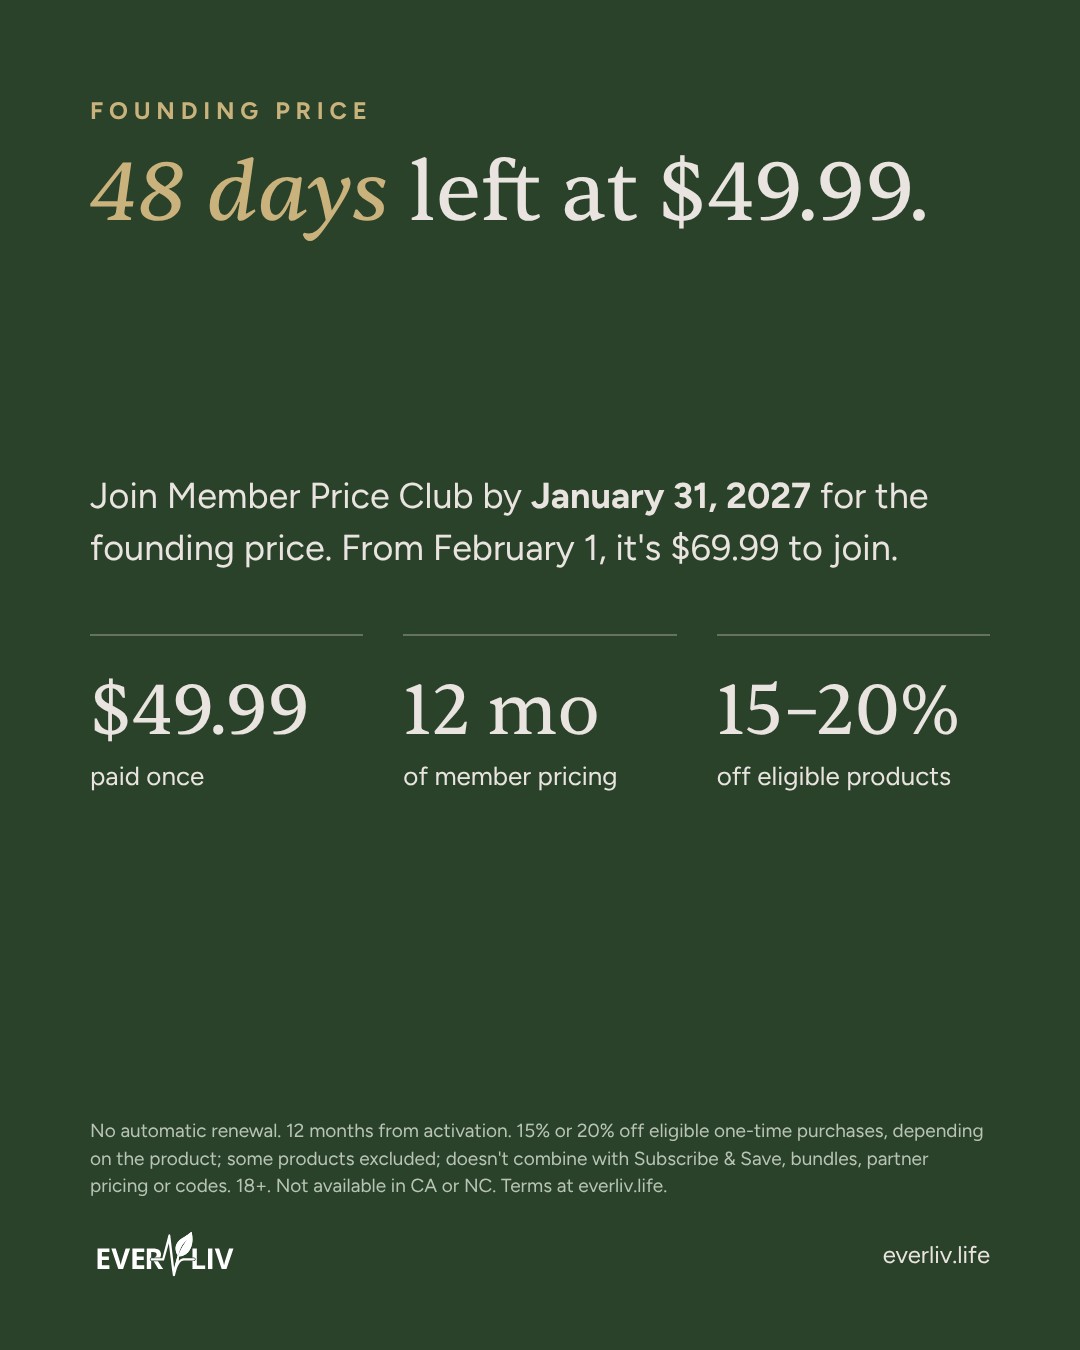 FOUNDING PRICE
48 days left at $49.99.
Join Member Price Club by January 31, 2027 for the
founding price. From February 1, it's $69.99 to join.
$49.99
paid once
12 mo
of member pricing
15–20%
off eligible products
No automatic renewal. 12 months from activation. 15% or 20% off eligible one-time purchases, depending
on the product; some products excluded; doesn't combine with Subscribe & Save, bundles, partner
pricing or codes. 18+. Not available in CA or NC. Terms at everliv.life.
EVERLIV
everliv.life